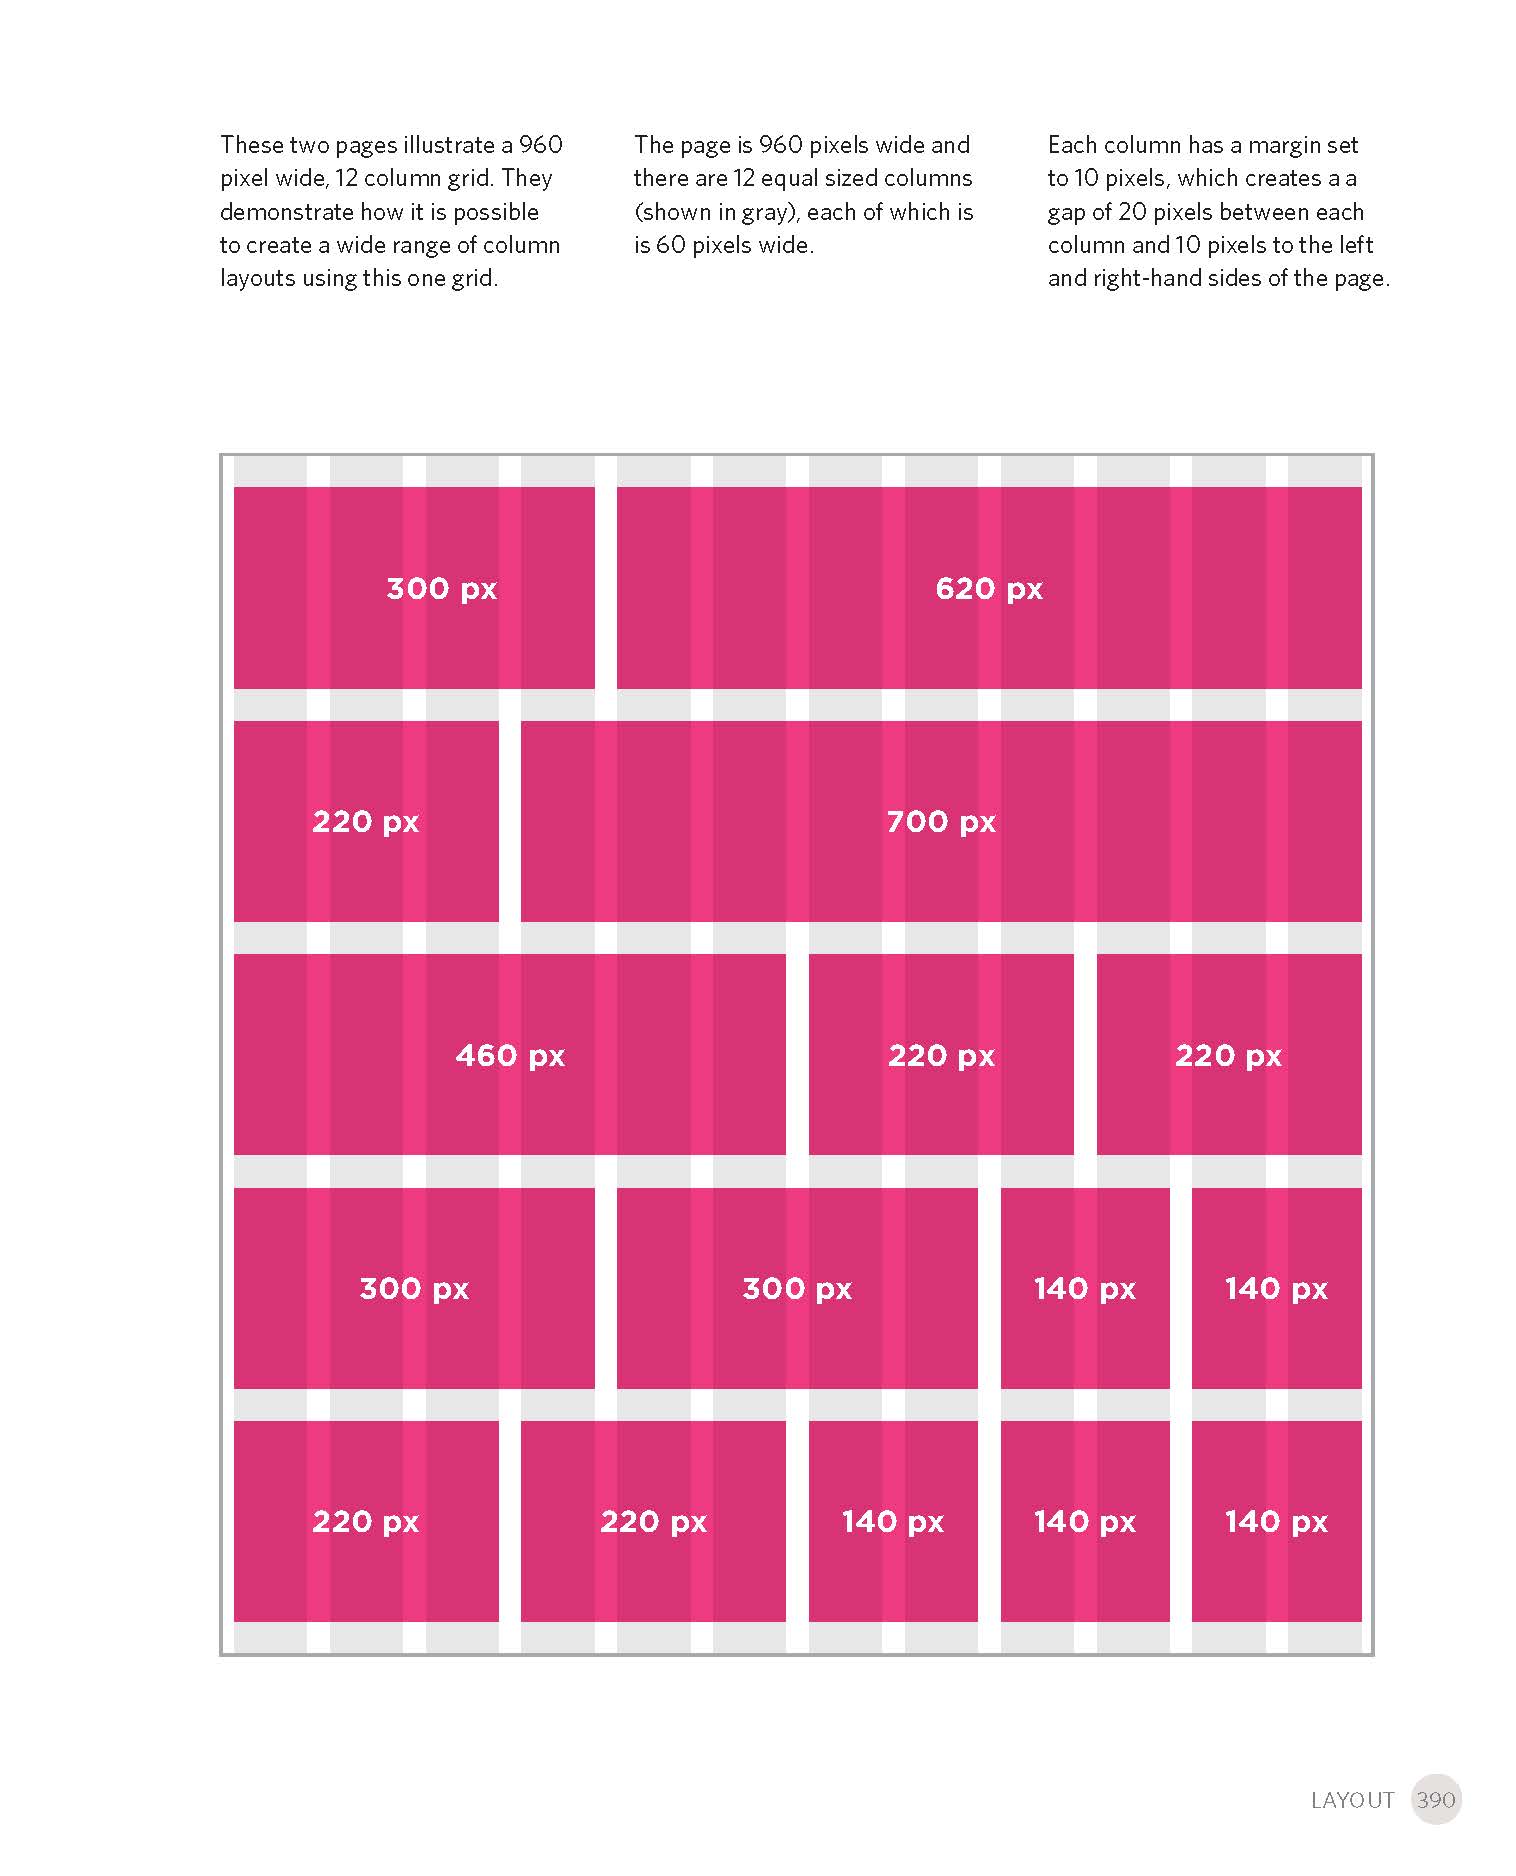 These two pages illustrate a 960
pixel wide, 12 column grid. They
demonstrate how it is possible
to create a wide range of column
layouts using this one grid.
The page is 960 pixels wide and
there are 12 equal sized columns
(shown in gray), each of which is
is 60 pixels wide.
Each column has a margin set
to 10 pixels, which creates a a
gap of 20 pixels between each
column and 10 pixels to the left
and right-hand sides of the page.
300 px
620 px
220 px
700 px
460 px
220 px
220 px
300 px
300 px
140 px
140 px
220 px
220 px
140 px
140 px
140 px
LAYOUT 390